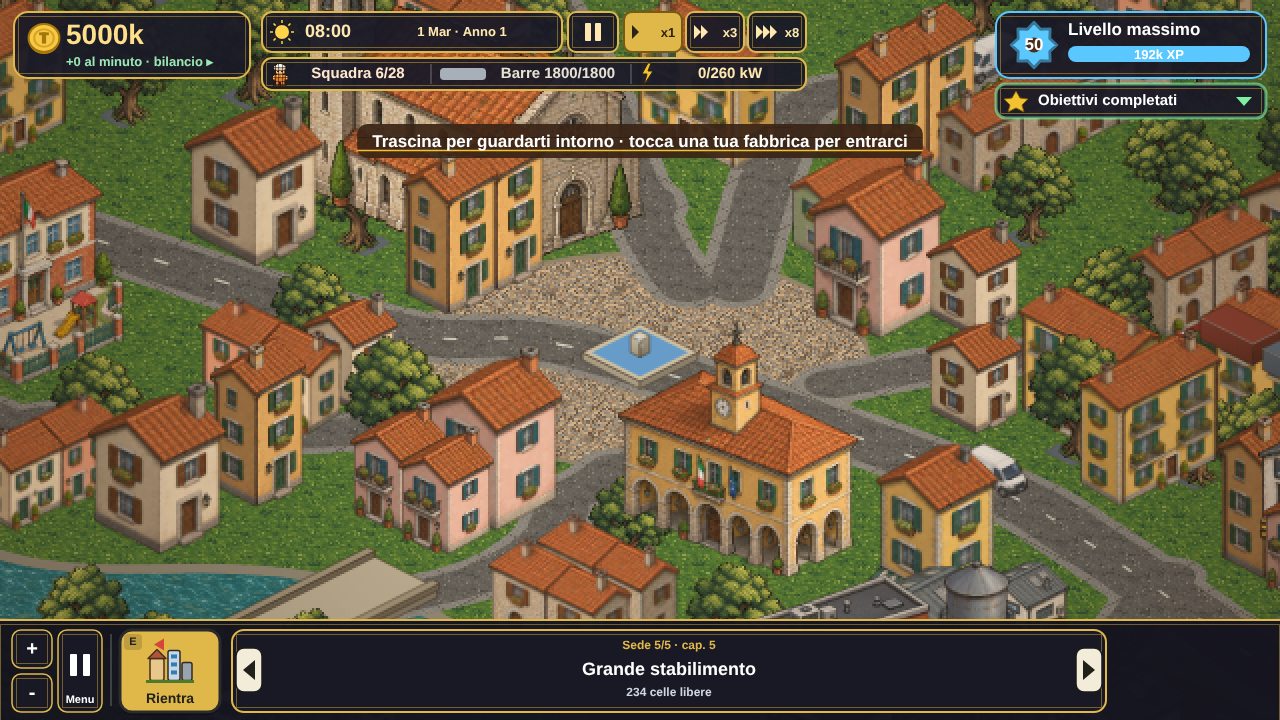 5000k
+0 al minuto · bilancio ▸
08:00
1 Mar · Anno 1
x1
x3
x8
Squadra 6/28
Barre 1800/1800
0/260 kW
50
Livello massimo
192k XP
Obiettivi completati
Trascina per guardarti intorno · tocca una tua fabbrica per entrarci
+
-
Menu
E
Rientra
Sede 5/5 · cap. 5
Grande stabilimento
234 celle libere